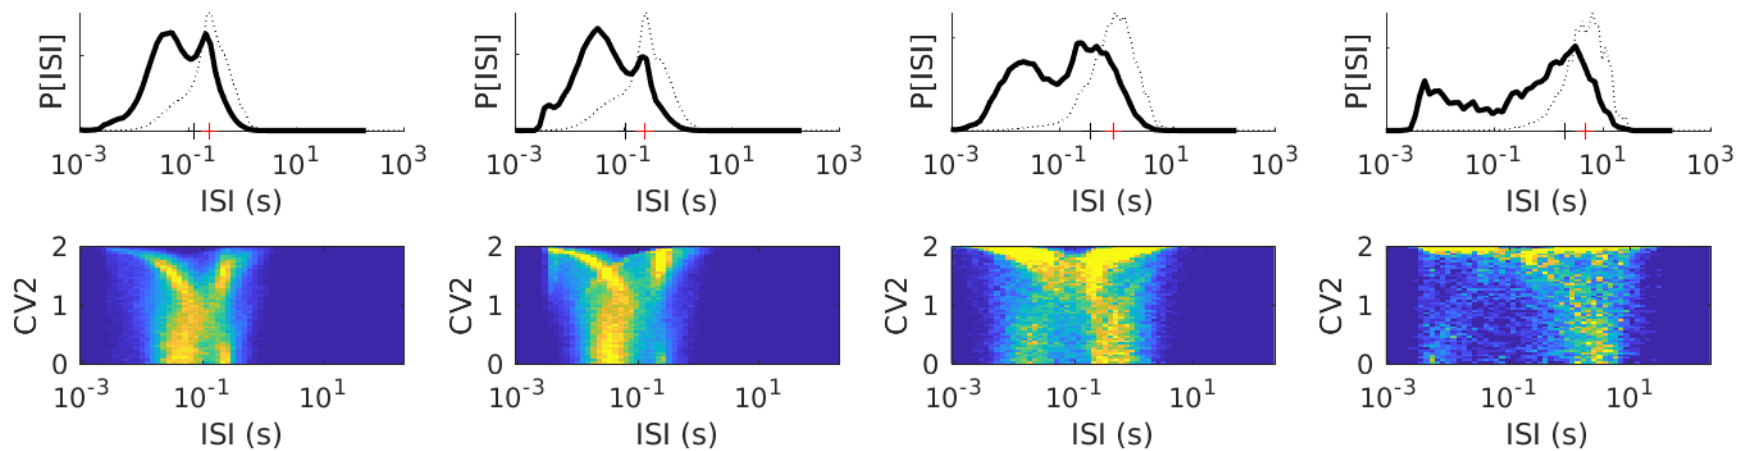 P[ISI] P[ISI] P[ISI] P[ISI]
10^-3 10^-1 10^1 10^3 10^-3 10^-1 10^1 10^3 10^-3 10^-1 10^1 10^3 10^-3 10^-1 10^1 10^3
ISI (s) ISI (s) ISI (s) ISI (s)
2 2 2 2
CV2 1 CV2 1 CV2 1 CV2 1
0 0 0 0
10^-3 10^-1 10^1 10^-3 10^-1 10^1 10^-3 10^-1 10^1 10^-3 10^-1 10^1
ISI (s) ISI (s) ISI (s) ISI (s)